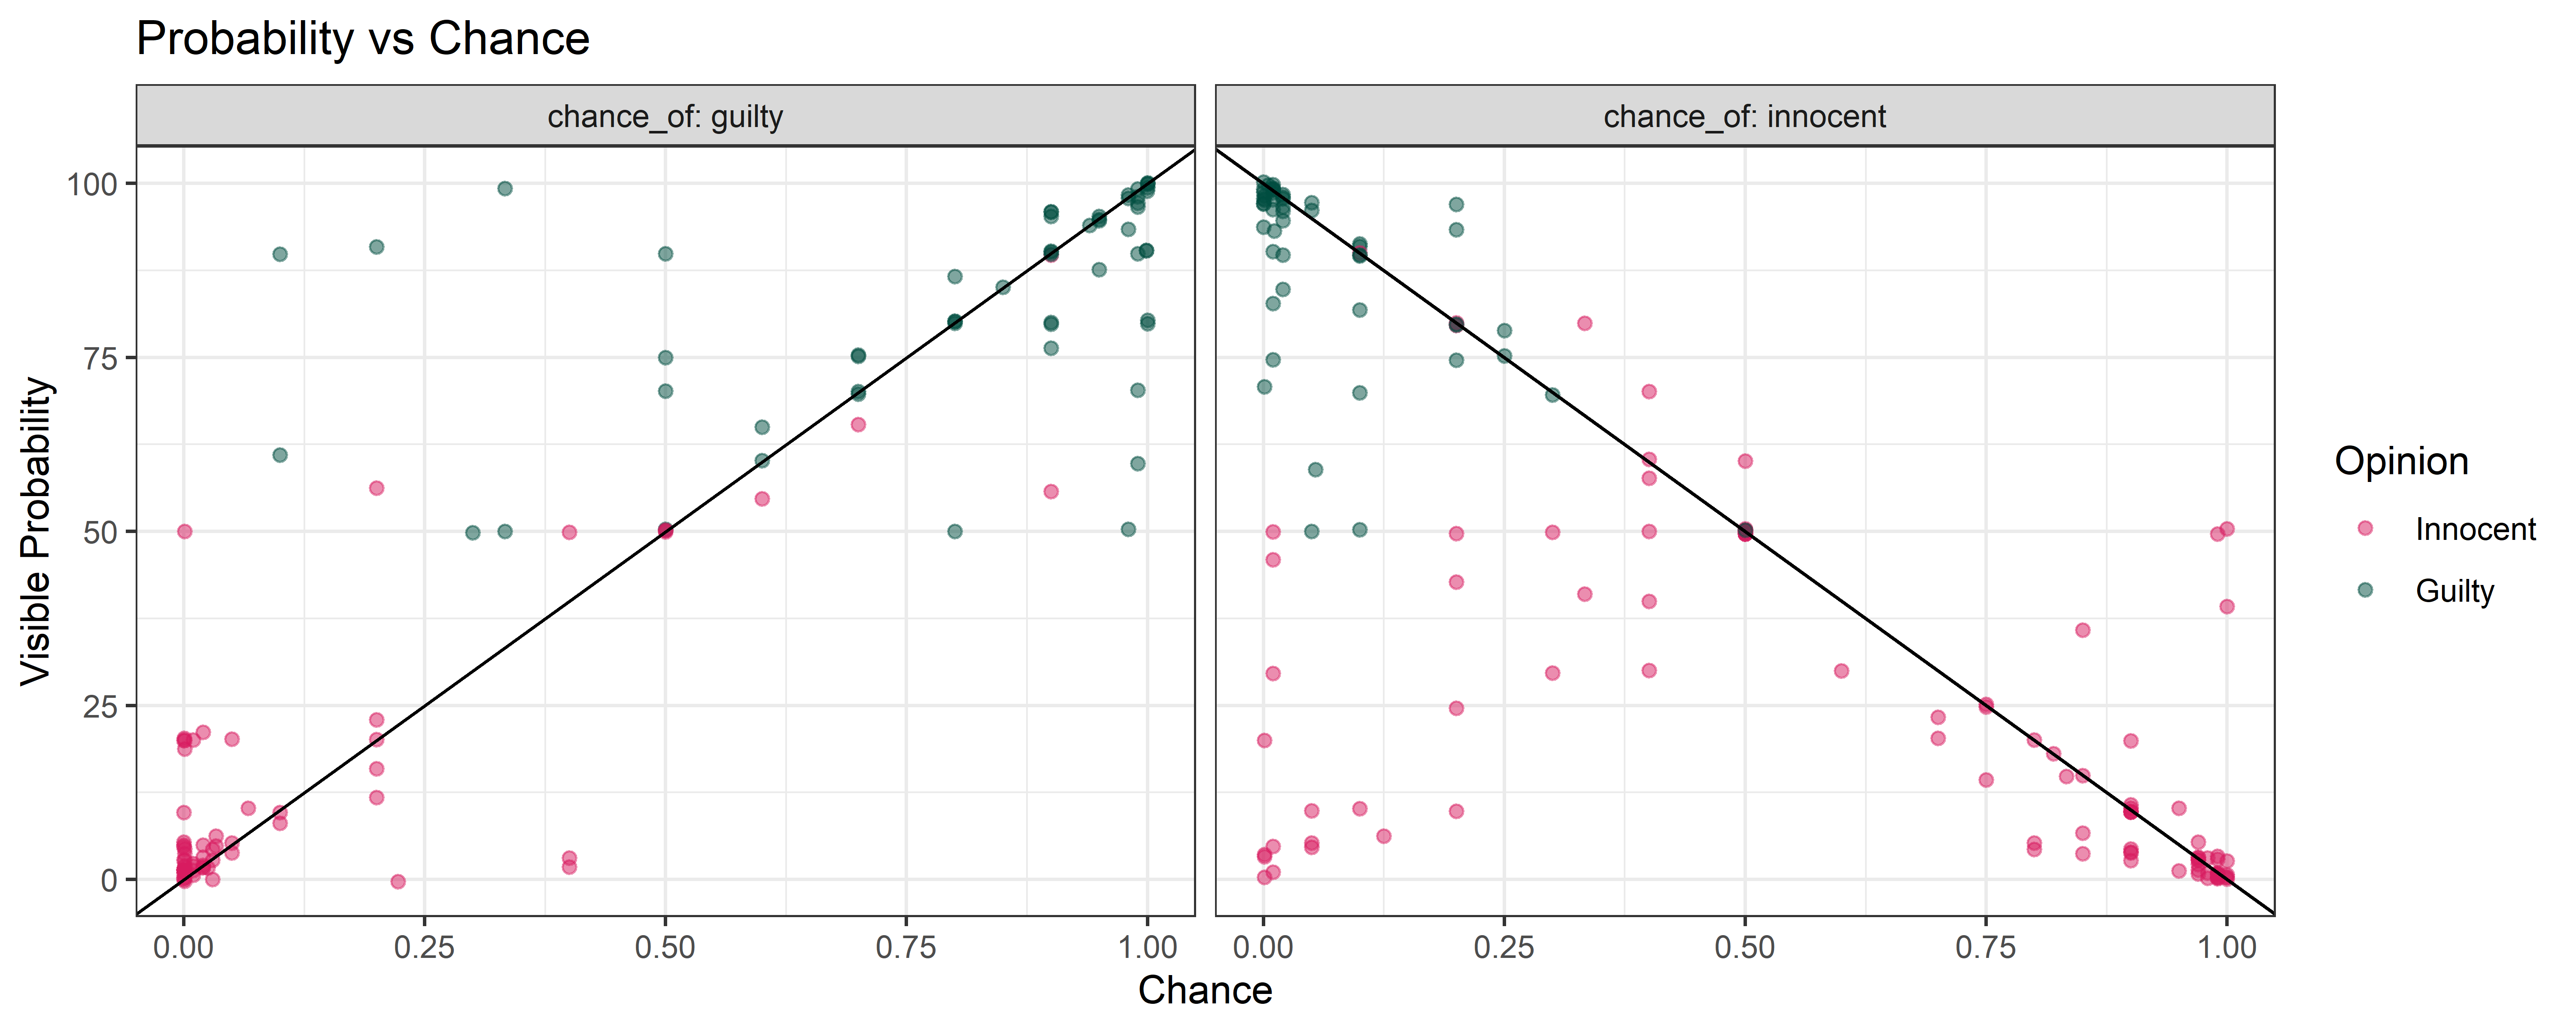 Probability vs Chance
chance_of: guilty
chance_of: innocent
Visible Probability
100
75
50
25
0
0.00 0.25 0.50 0.75 1.00
0.00 0.25 0.50 0.75 1.00
Chance
Opinion
Innocent
Guilty